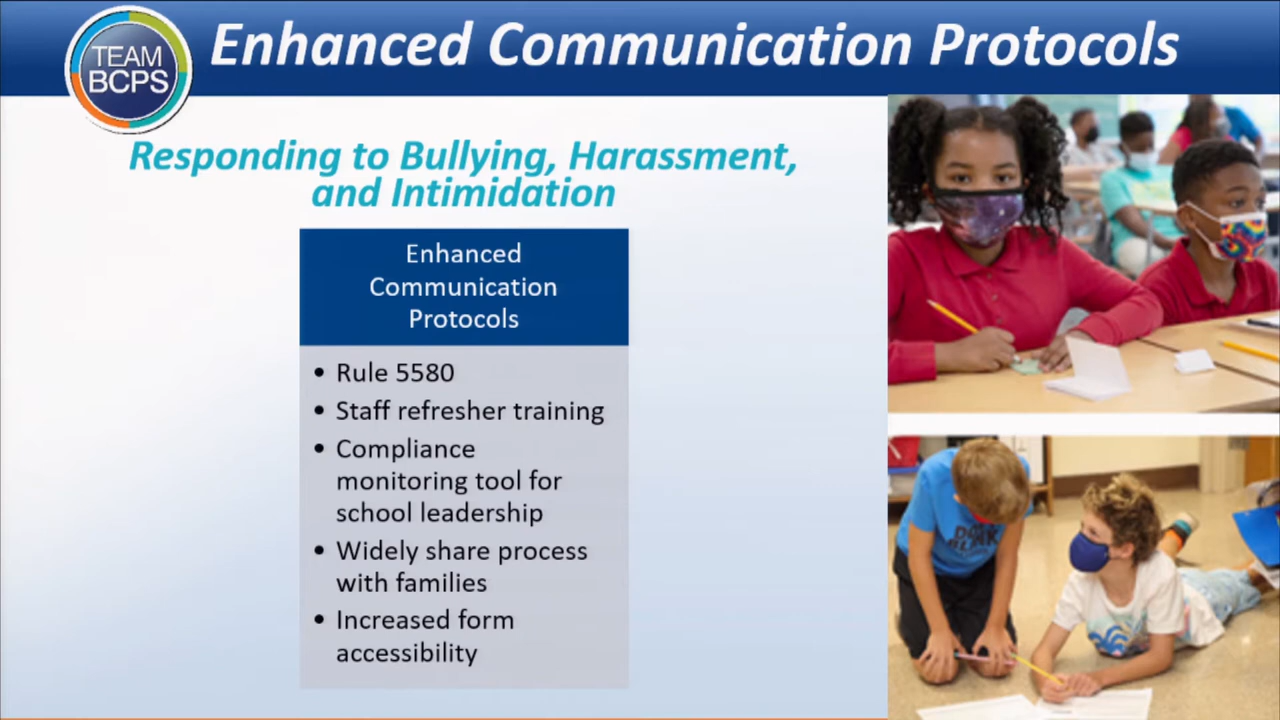 TEAM
BCPS
Enhanced Communication Protocols
Responding to Bullying, Harassment,
and Intimidation
Enhanced
Communication
Protocols
• Rule 5580
• Staff refresher training
• Compliance
monitoring tool for
school leadership
• Widely share process
with families
• Increased form
accessibility